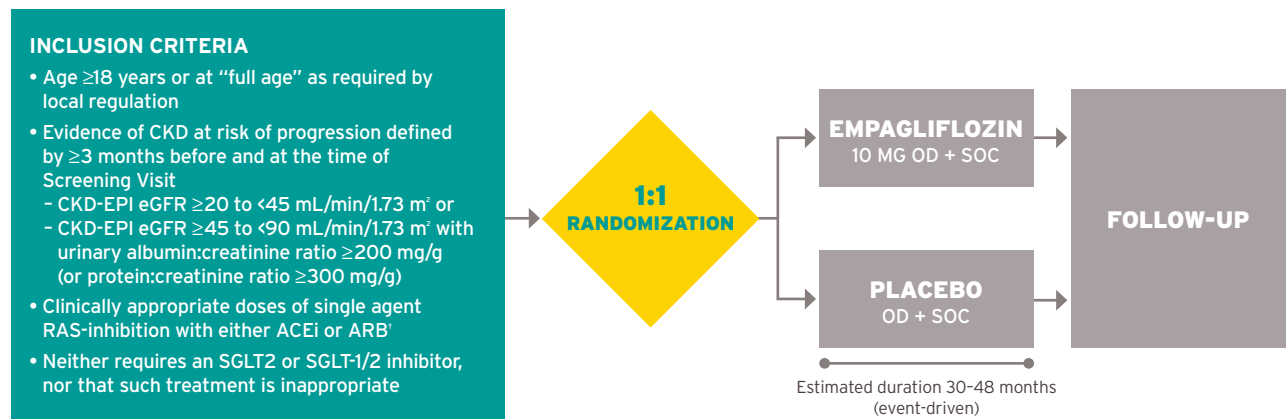 INCLUSION CRITERIA
• Age ≥18 years or at “full age” as required by
local regulation
• Evidence of CKD at risk of progression defined
by ≥3 months before and at the time of
Screening Visit
– CKD-EPI eGFR ≥20 to <45 mL/min/1.73 m² or
– CKD-EPI eGFR ≥45 to <90 mL/min/1.73 m² with
urinary albumin:creatinine ratio ≥200 mg/g
(or protein:creatinine ratio ≥300 mg/g)
• Clinically appropriate doses of single agent
RAS-inhibition with either ACEi or ARB†
• Neither requires an SGLT2 or SGLT-1/2 inhibitor,
nor that such treatment is inappropriate
1:1
RANDOMIZATION
EMPAGLIFLOZIN
10 MG OD + SOC
PLACEBO
OD + SOC
Estimated duration 30–48 months
(event-driven)
FOLLOW-UP